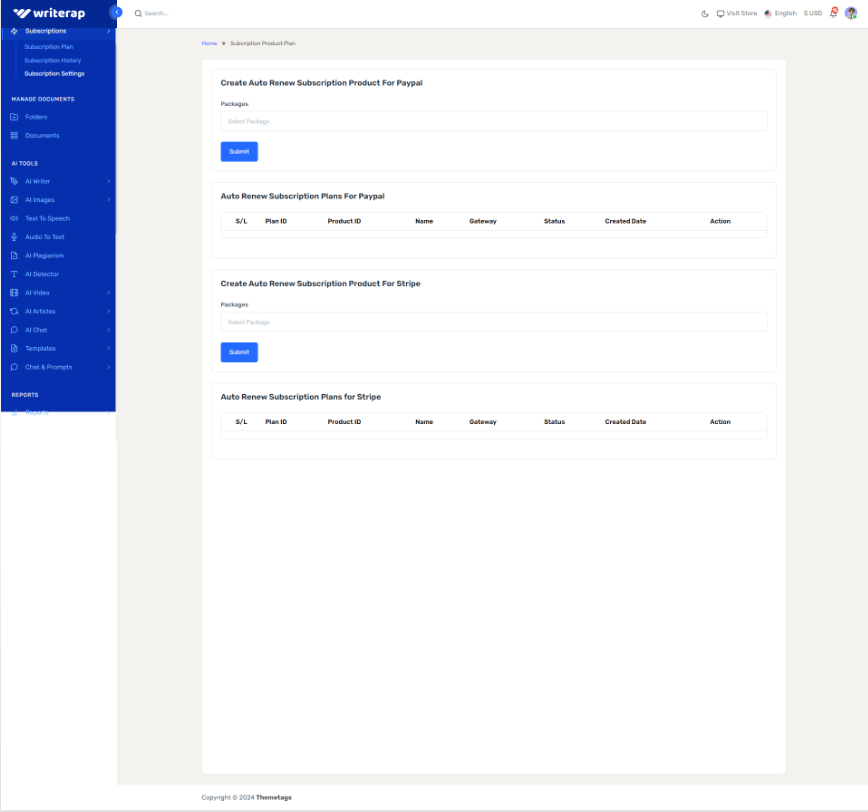 writerap
Search...
Visit Store
English
$ USD
Subscriptions
Subscription Plan
Subscription History
Subscription Settings
MANAGE DOCUMENTS
Folders
Documents
AI TOOLS
AI Writer
AI Images
Text To Speech
Audio To Text
AI Plagiarism
AI Detector
AI Video
AI Articles
AI Chat
Templates
Chat & Prompts
REPORTS
Reports
Home Subcription Product Plan
Create Auto Renew Subscription Product For Paypal
Packages
Select Package..
Submit
Auto Renew Subscription Plans For Paypal
S/L Plan ID Product ID Name Gateway Status Created Date Action
Create Auto Renew Subscription Product For Stripe
Packages
Select Package..
Submit
Auto Renew Subscription Plans for Stripe
S/L Plan ID Product ID Name Gateway Status Created Date Action
Copyright © 2024 Themetags